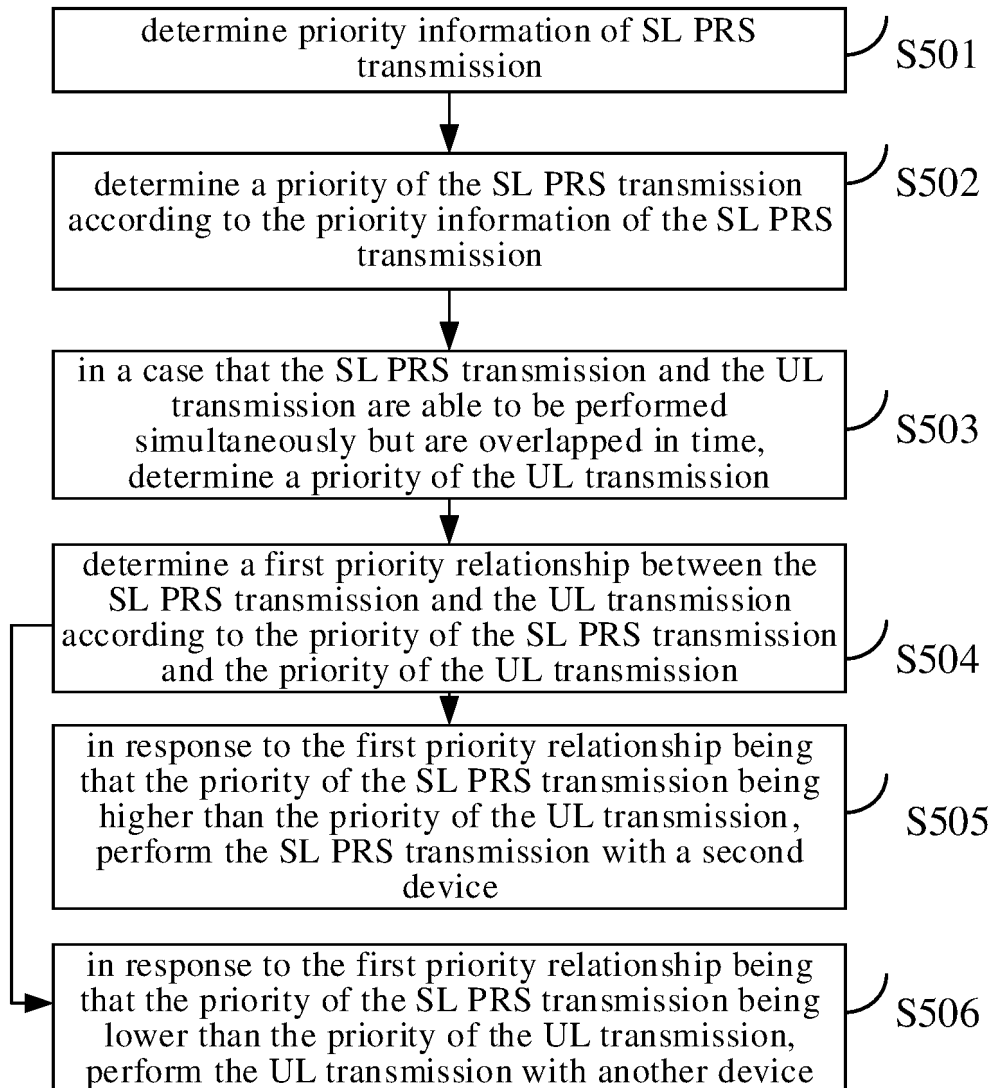 determine priority information of SL PRS
transmission
S501
determine a priority of the SL PRS transmission
according to the priority information of the SL PRS
transmission
S502
in a case that the SL PRS transmission and the UL
transmission are able to be performed
simultaneously but are overlapped in time,
determine a priority of the UL transmission
S503
determine a first priority relationship between the
SL PRS transmission and the UL transmission
according to the priority of the SL PRS transmission
and the priority of the UL transmission
S504
in response to the first priority relationship being
that the priority of the SL PRS transmission being
higher than the priority of the UL transmission,
perform the SL PRS transmission with a second
device
S505
in response to the first priority relationship being
that the priority of the SL PRS transmission being
lower than the priority of the UL transmission,
perform the UL transmission with another device
S506